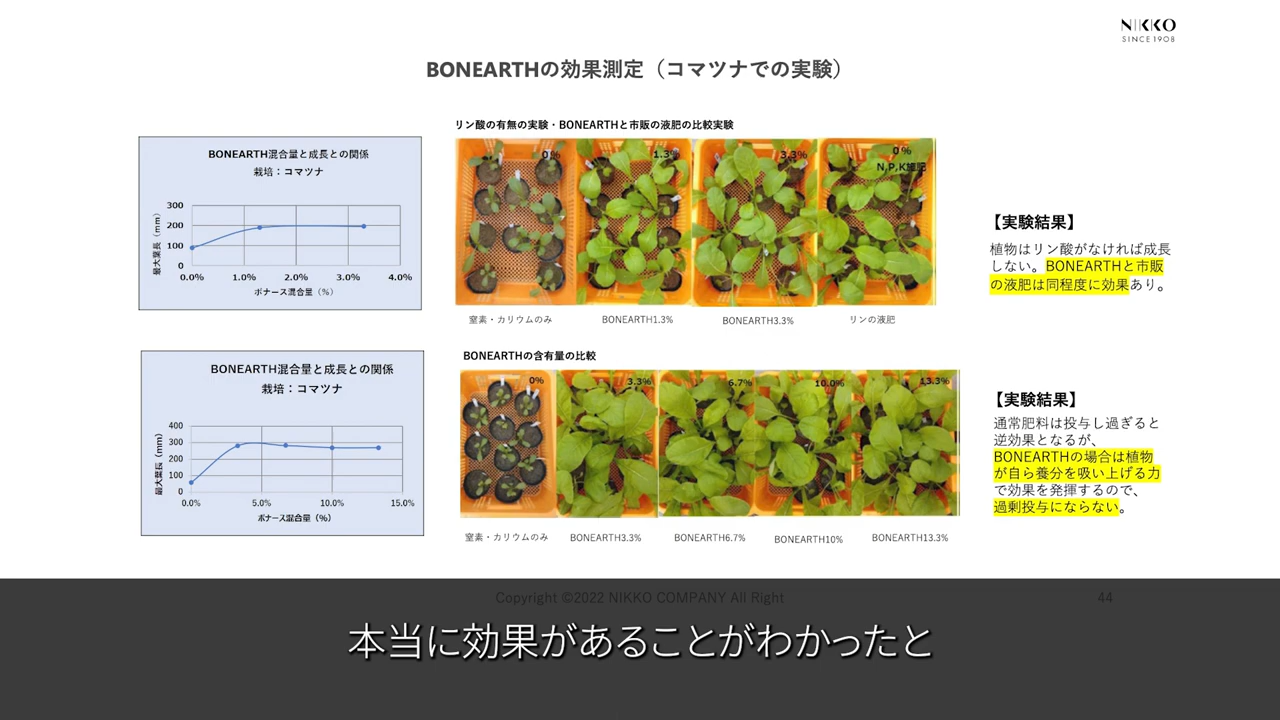 NIKKO
SINCE 1908
BONEARTHの効果測定（コマツナでの実験）
BONEARTH混合量と成長との関係
栽培：コマツナ
最大葉長（mm）
300
200
100
0
0.0%
1.0%
2.0%
3.0%
4.0%
ボナース混合量（%）
リン酸の有無の実験・BONEARTHと市販の液肥の比較実験
0%
1.3%
3.3%
0%
N,P,K施肥
窒素・カリウムのみ
BONEARTH1.3%
BONEARTH3.3%
リンの液肥
【実験結果】
植物はリン酸がなければ成長
しない。BONEARTHと市販
の液肥は同程度に効果あり。
BONEARTH混合量と成長との関係
栽培：コマツナ
最大葉長（mm）
400
300
200
100
0
0.0%
5.0%
10.0%
15.0%
ボナース混合量（%）
BONEARTHの含有量の比較
0%
3.3%
6.7%
10.0%
13.3%
窒素・カリウムのみ
BONEARTH3.3%
BONEARTH6.7%
BONEARTH10%
BONEARTH13.3%
【実験結果】
通常肥料は投与し過ぎると
逆効果となるが、
BONEARTHの場合は植物
が自ら養分を吸い上げる力
で効果を発揮するので、
過剰投与にならない。
Copyright ©2022 NIKKO COMPANY All Right
44
本当に効果があることがわかったと